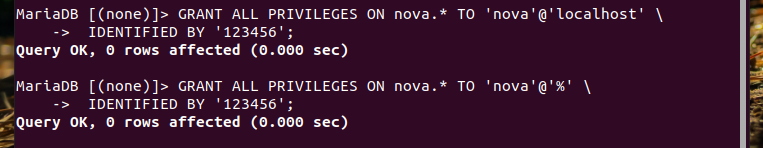 MariaDB [(none)]> GRANT ALL PRIVILEGES ON nova.* TO 'nova'@'localhost' \
    ->  IDENTIFIED BY '123456';
Query OK, 0 rows affected (0.000 sec)

MariaDB [(none)]> GRANT ALL PRIVILEGES ON nova.* TO 'nova'@'%' \
    ->  IDENTIFIED BY '123456';
Query OK, 0 rows affected (0.000 sec)